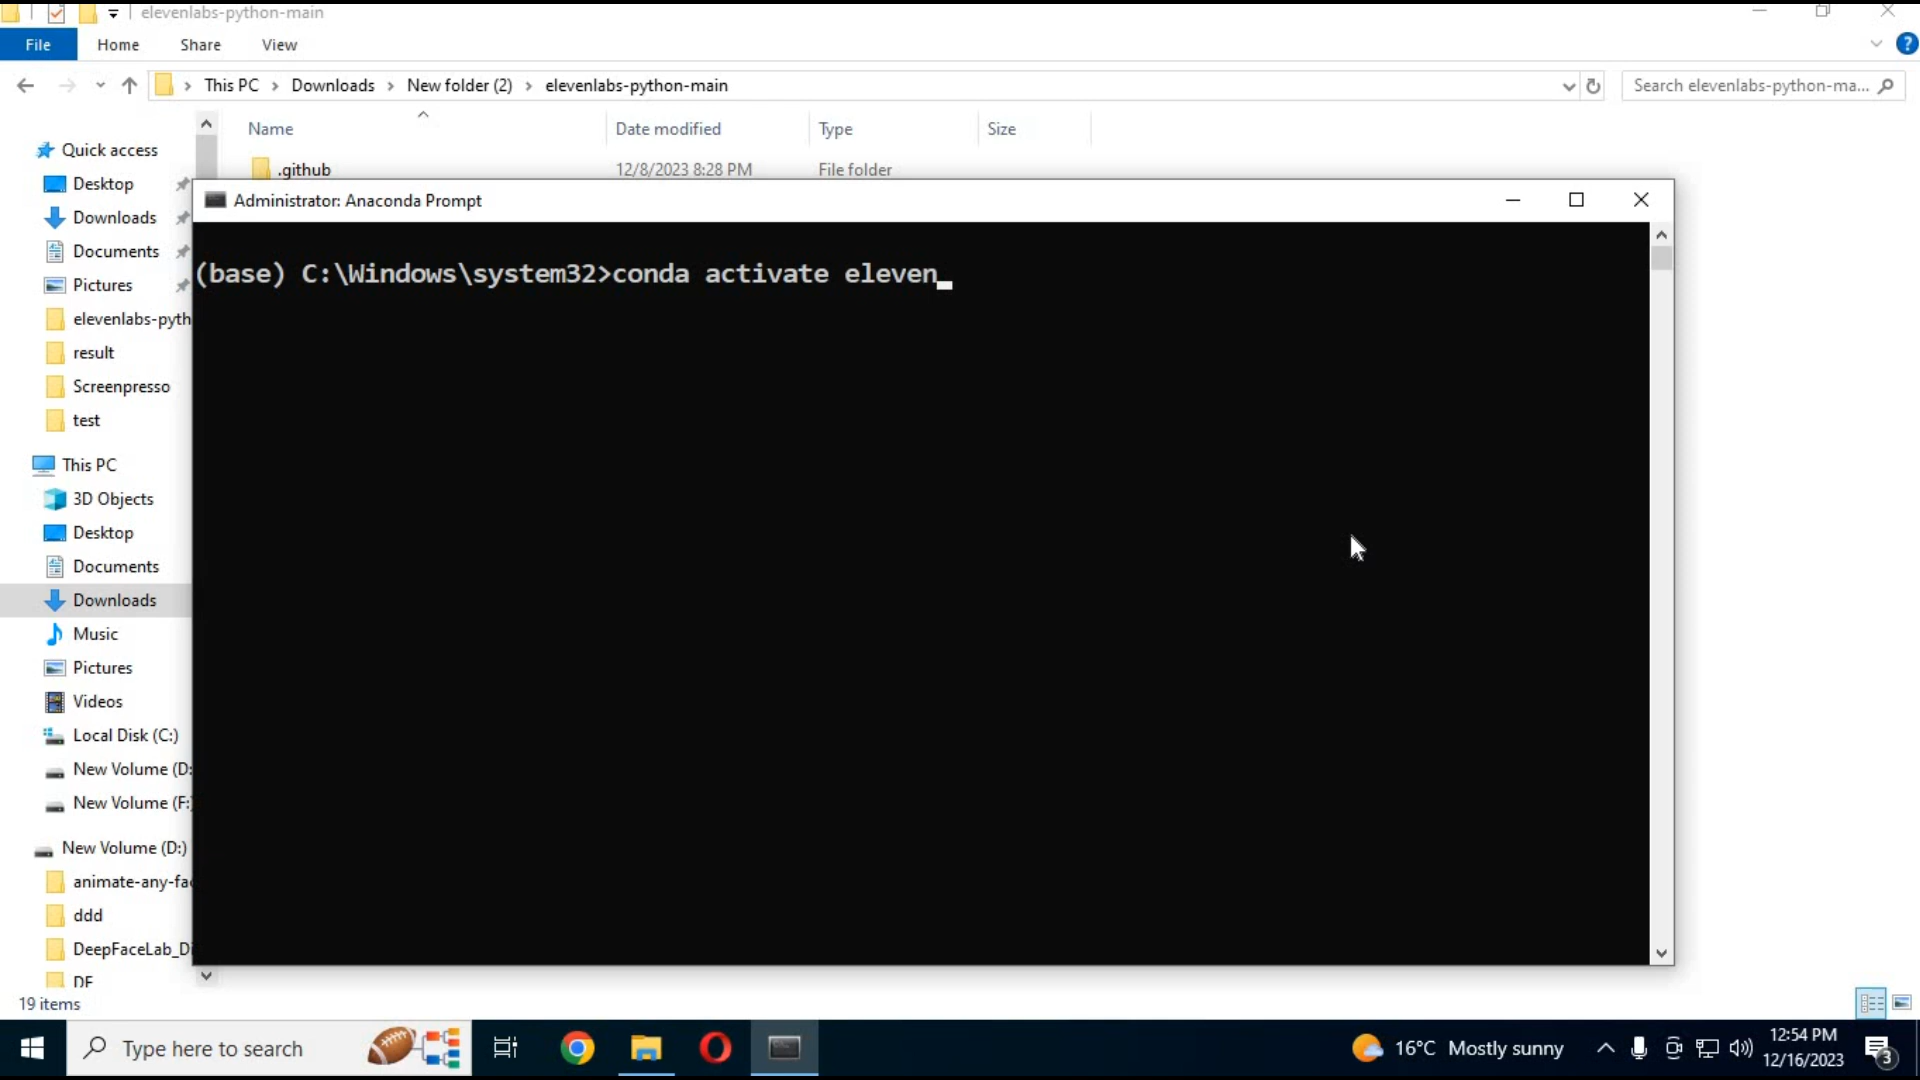 elevenlabs-python-main
File Home Share View
This PC > Downloads > New folder (2) > elevenlabs-python-main
Search elevenlabs-python-ma...
Name Date modified Type Size
.github 12/8/2023 8:28 PM File folder
Quick access
Desktop
Downloads
Documents
Pictures
elevenlabs-pyth
result
Screenpresso
test
This PC
3D Objects
Desktop
Documents
Downloads
Music
Pictures
Videos
Local Disk (C:)
New Volume (D:
New Volume (F:
New Volume (D:)
animate-any-fac
ddd
DeepFaceLab_Di
DF
19 items
Administrator: Anaconda Prompt
(base) C:\Windows\system32>conda activate eleven_
Type here to search
16°C Mostly sunny
12:54 PM
12/16/2023
3